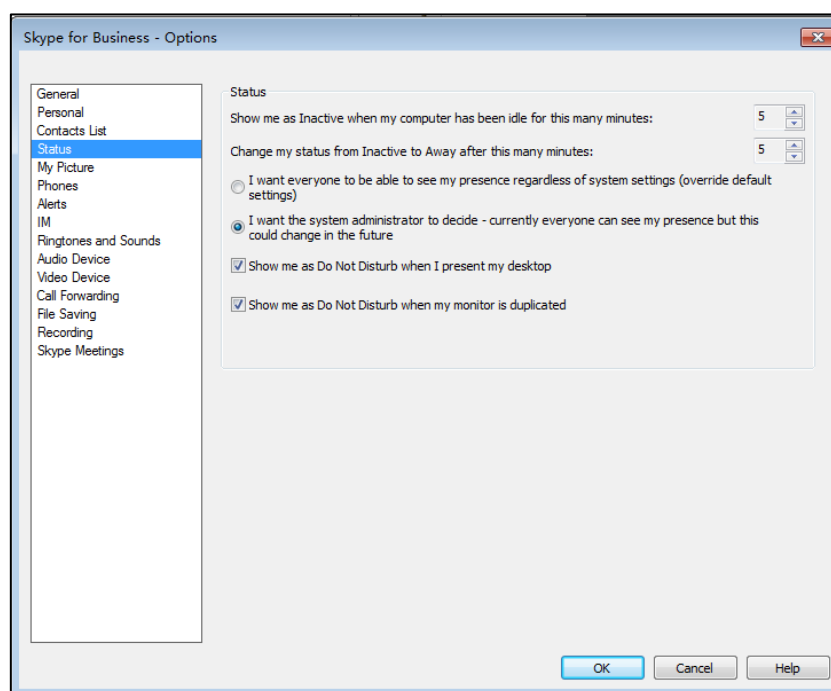 Skype for Business - Options
General
Personal
Contacts List
Status
My Picture
Phones
Alerts
IM
Ringtones and Sounds
Audio Device
Video Device
Call Forwarding
File Saving
Recording
Skype Meetings
Status
Show me as Inactive when my computer has been idle for this many minutes: 5
Change my status from Inactive to Away after this many minutes: 5
I want everyone to be able to see my presence regardless of system settings (override default
settings)
I want the system administrator to decide - currently everyone can see my presence but this
could change in the future
Show me as Do Not Disturb when I present my desktop
Show me as Do Not Disturb when my monitor is duplicated
OK Cancel Help